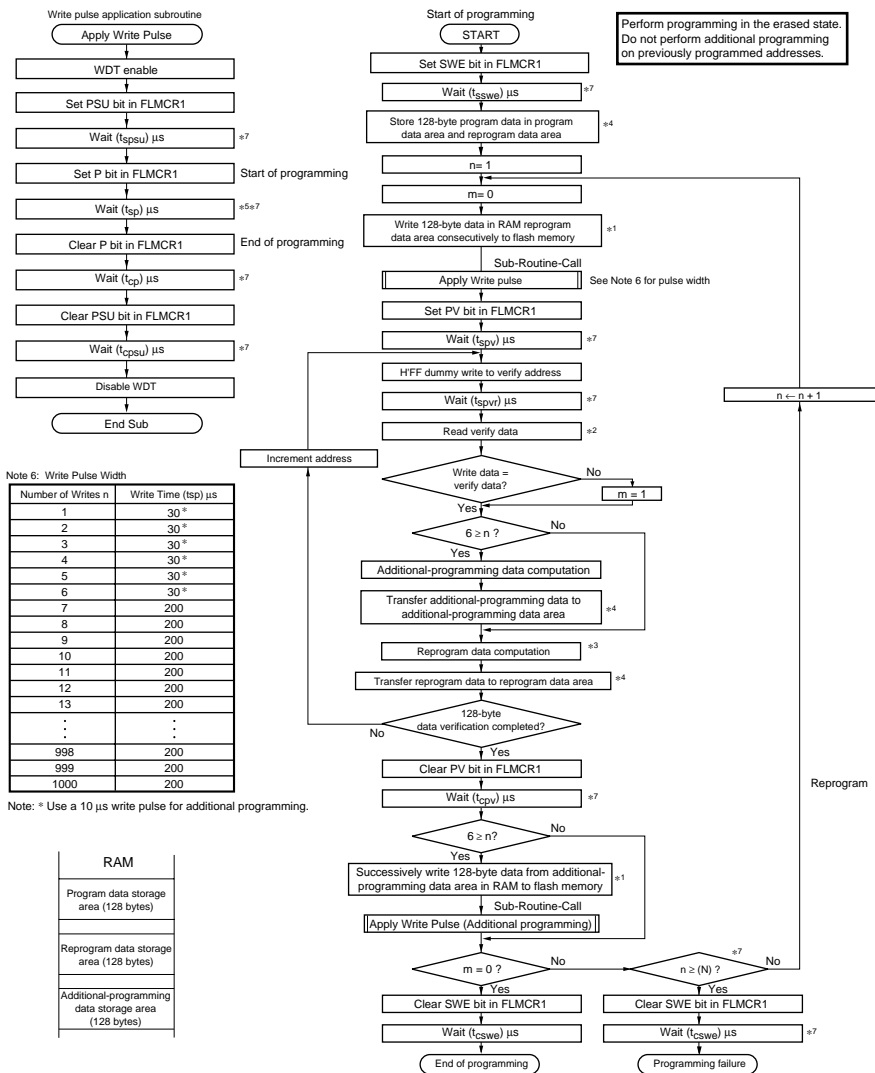 Write pulse application subroutine
Apply Write Pulse
WDT enable
Set PSU bit in FLMCR1
Wait (tspsu) µs
*7
Set P bit in FLMCR1
Start of programming
Wait (tsp) µs
*5*7
Clear P bit in FLMCR1
End of programming
Wait (tcp) µs
*7
Clear PSU bit in FLMCR1
Wait (tcpsu) µs
*7
Disable WDT
End Sub
Note 6: Write Pulse Width
Number of Writes n Write Time (tsp) µs
1 30*
2 30*
3 30*
4 30*
5 30*
6 30*
7 200
8 200
9 200
10 200
11 200
12 200
13 200
998 200
999 200
1000 200
Note: * Use a 10 µs write pulse for additional programming.
RAM
Program data storage
area (128 bytes)
Reprogram data storage
area (128 bytes)
Additional-programming
data storage area
(128 bytes)
Start of programming
START
Perform programming in the erased state.
Do not perform additional programming
on previously programmed addresses.
Set SWE bit in FLMCR1
Wait (tsswe) µs
*7
Store 128-byte program data in program
data area and reprogram data area
*4
n= 1
m= 0
Write 128-byte data in RAM reprogram
data area consecutively to flash memory
*1
Sub-Routine-Call
Apply Write pulse
See Note 6 for pulse width
Set PV bit in FLMCR1
Wait (tspv) µs
*7
H'FF dummy write to verify address
Wait (tspvr) µs
*7
Read verify data
*2
Increment address
n ← n + 1
Write data =
verify data?
No
m = 1
Yes
6 ≥ n ?
No
Yes
Additional-programming data computation
Transfer additional-programming data to
additional-programming data area
*4
Reprogram data computation
*3
Transfer reprogram data to reprogram data area
*4
128-byte
data verification completed?
No
Yes
Clear PV bit in FLMCR1
Reprogram
Wait (tcpv) µs
*7
6 ≥ n?
No
Yes
Successively write 128-byte data from additional-
programming data area in RAM to flash memory
*1
Sub-Routine-Call
Apply Write Pulse (Additional programming)
m = 0 ?
No
*7
n ≥ (N) ?
No
Yes
Yes
Clear SWE bit in FLMCR1
Clear SWE bit in FLMCR1
Wait (tcswe) µs
Wait (tcswe) µs
*7
End of programming
Programming failure